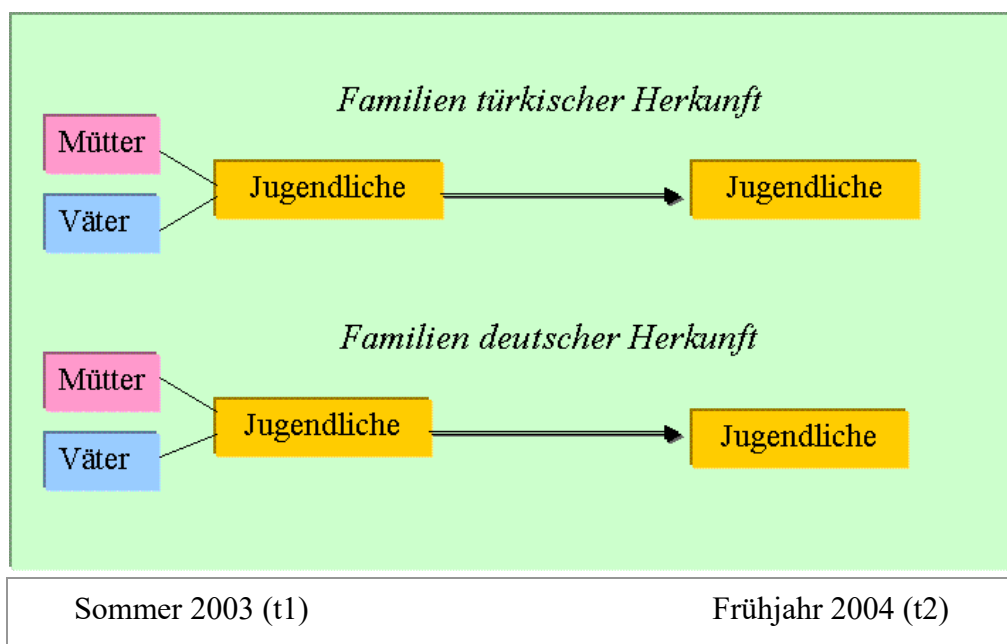 Familien türkischer Herkunft
Mütter
Väter
Jugendliche
Jugendliche
Familien deutscher Herkunft
Mütter
Väter
Jugendliche
Jugendliche
Sommer 2003 (t1)
Frühjahr 2004 (t2)